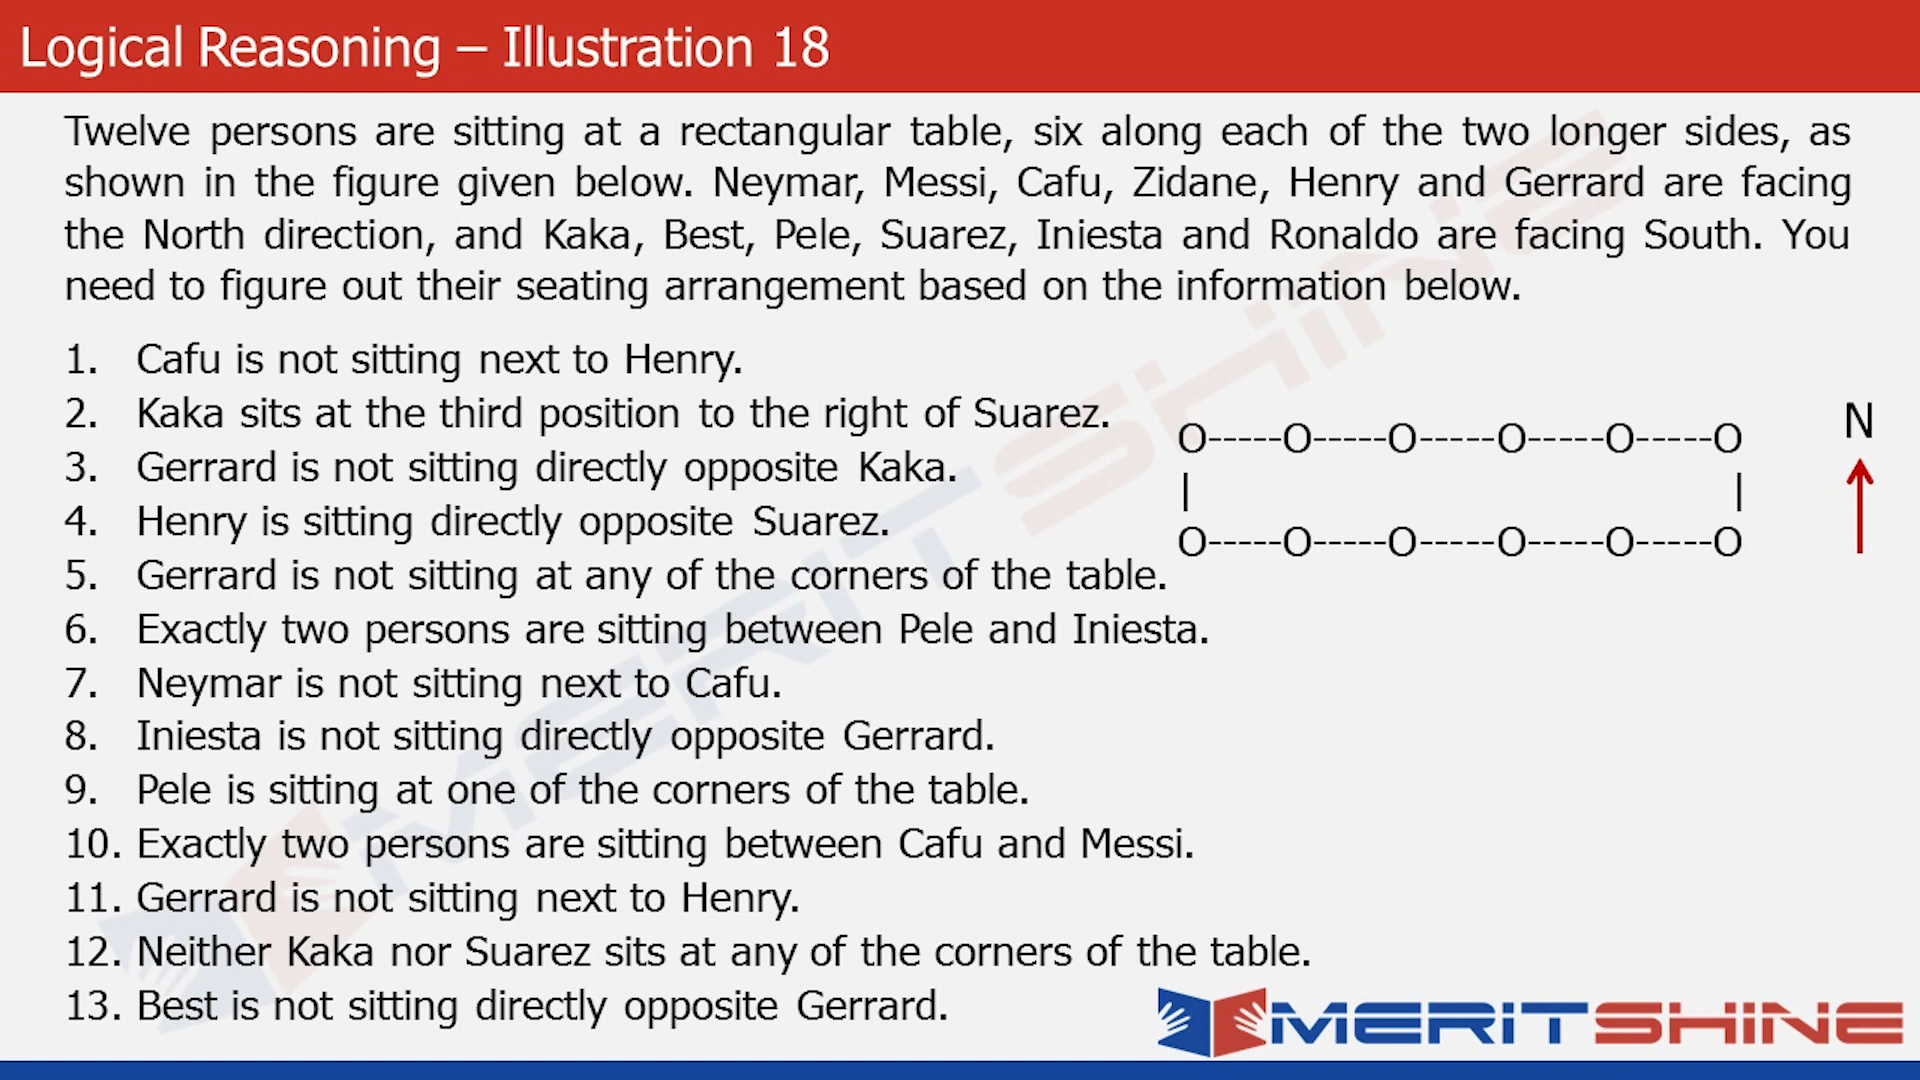 Logical Reasoning – Illustration 18
Twelve persons are sitting at a rectangular table, six along each of the two longer sides, as
shown in the figure given below. Neymar, Messi, Cafu, Zidane, Henry and Gerrard are facing
the North direction, and Kaka, Best, Pele, Suarez, Iniesta and Ronaldo are facing South. You
need to figure out their seating arrangement based on the information below.
1. Cafu is not sitting next to Henry.
2. Kaka sits at the third position to the right of Suarez.
3. Gerrard is not sitting directly opposite Kaka.
4. Henry is sitting directly opposite Suarez.
5. Gerrard is not sitting at any of the corners of the table.
6. Exactly two persons are sitting between Pele and Iniesta.
7. Neymar is not sitting next to Cafu.
8. Iniesta is not sitting directly opposite Gerrard.
9. Pele is sitting at one of the corners of the table.
10. Exactly two persons are sitting between Cafu and Messi.
11. Gerrard is not sitting next to Henry.
12. Neither Kaka nor Suarez sits at any of the corners of the table.
13. Best is not sitting directly opposite Gerrard.
O-----O-----O-----O-----O-----O
| |
O-----O-----O-----O-----O-----O
N
MERITSHINE
MERITSHINE